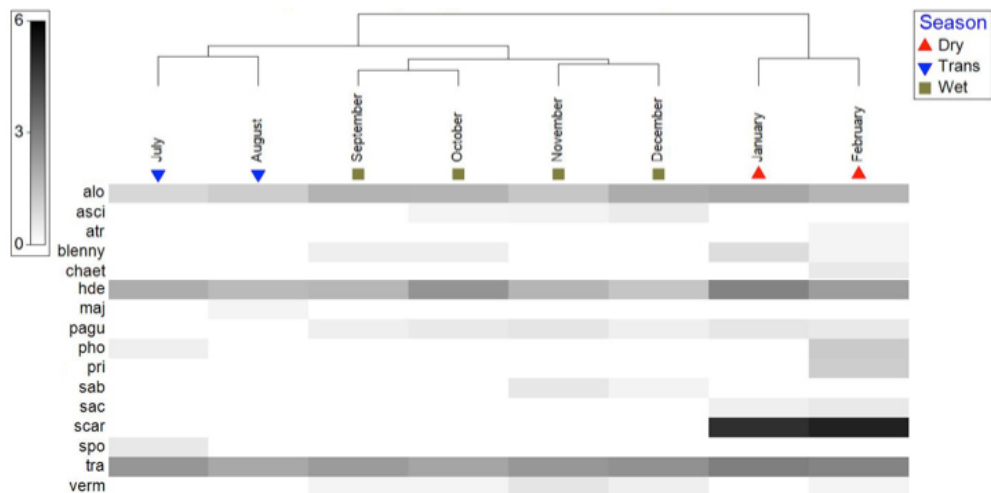 6
3
0
Season
Dry
Trans
Wet
July
August
September
October
November
December
January
February
alo
asci
atr
blenny
chaet
hde
maj
pagu
pho
pri
sab
sac
scar
spo
tra
verm